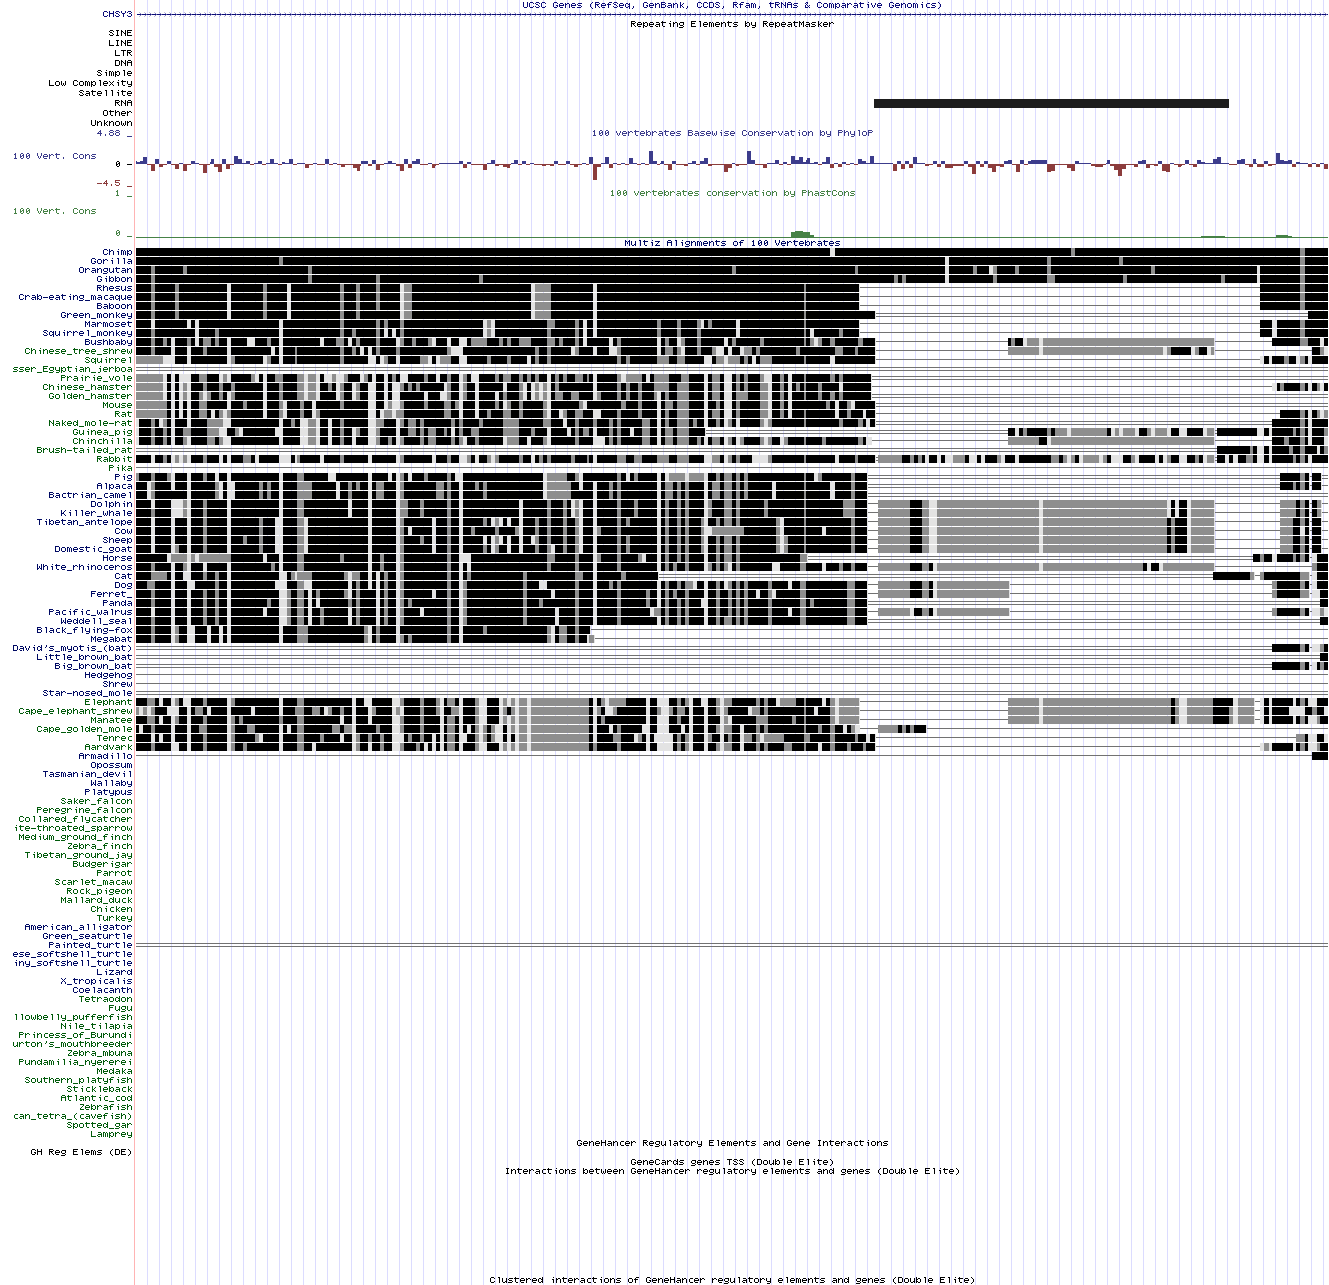 UCSC Genes (RefSeq, GenBank, CCDS, Rfam, tRNAs & Comparative Genomics)
CHSY3
Repeating Elements by RepeatMasker
SINE
LINE
LTR
DNA
Simple
Low Complexity
Satellite
RNA
Other
Unknown
4.88 _
100 vertebrates Basewise Conservation by PhyloP
100 Vert. Cons
0 _
-4.5 _
100 vertebrates conservation by PhastCons
1 _
100 Vert. Cons
0 _
Multiz Alignments of 100 Vertebrates
Chimp
Gorilla
Orangutan
Gibbon
Rhesus
Crab-eating_macaque
Baboon
Green_monkey
Marmoset
Squirrel_monkey
Bushbaby
Chinese_tree_shrew
Squirrel
sser_Egyptian_jerboa
Prairie_vole
Chinese_hamster
Golden_hamster
Mouse
Rat
Naked_mole-rat
Guinea_pig
Chinchilla
Brush-tailed_rat
Rabbit
Pika
Pig
Alpaca
Bactrian_camel
Dolphin
Killer_whale
Tibetan_antelope
Cow
Sheep
Domestic_goat
Horse
White_rhinoceros
Cat
Dog
Ferret_
Panda
Pacific_walrus
Weddell_seal
Black_flying-fox
Megabat
David's_myotis_(bat)
Little_brown_bat
Big_brown_bat
Hedgehog
Shrew
Star-nosed_mole
Elephant
Cape_elephant_shrew
Manatee
Cape_golden_mole
Tenrec
Aardvark
Armadillo
Opossum
Tasmanian_devil
Wallaby
Platypus
Saker_falcon
Peregrine_falcon
Collared_flycatcher
ite-throated_sparrow
Medium_ground_finch
Zebra_finch
Tibetan_ground_jay
Budgerigar
Parrot
Scarlet_macaw
Rock_pigeon
Mallard_duck
Chicken
Turkey
American_alligator
Green_seaturtle
Painted_turtle
ese_softshell_turtle
iny_softshell_turtle
Lizard
X_tropicalis
Coelacanth
Tetraodon
Fugu
llowbelly_pufferfish
Nile_tilapia
Princess_of_Burundi
urton's_mouthbreeder
Zebra_mbuna
Pundamilia_nyererei
Medaka
Southern_platyfish
Stickleback
Atlantic_cod
Zebrafish
can_tetra_(cavefish)
Spotted_gar
Lamprey
GeneHancer Regulatory Elements and Gene Interactions
GH Reg Elems (DE)
GeneCards genes TSS (Double Elite)
Interactions between GeneHancer regulatory elements and genes (Double Elite)
Clustered interactions of GeneHancer regulatory elements and genes (Double Elite)